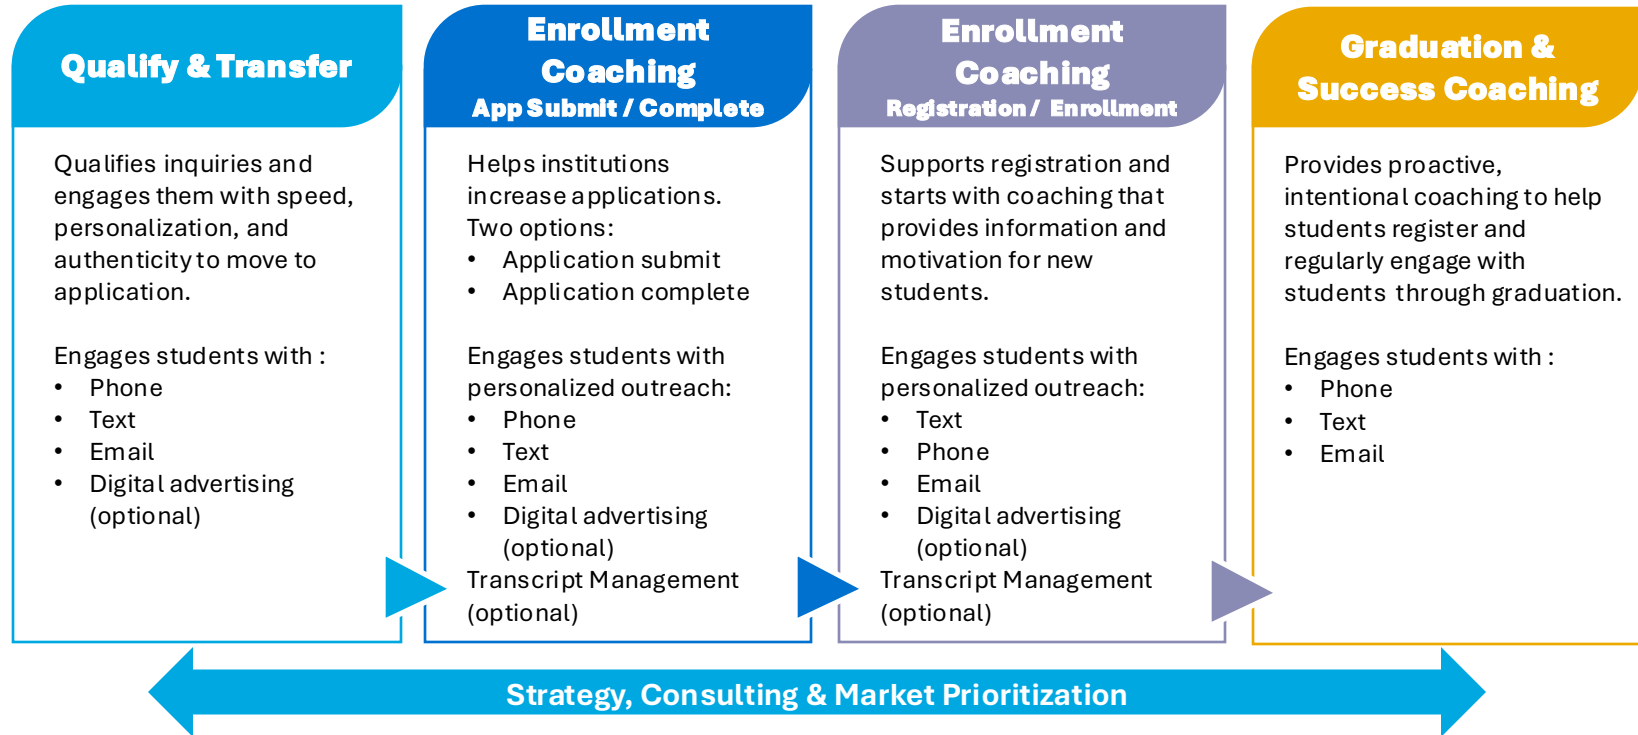 Qualify & Transfer
Qualifies inquiries and
engages them with speed,
personalization, and
authenticity to move to
application.
Engages students with :
• Phone
• Text
• Email
• Digital advertising
(optional)
Enrollment
Coaching
App Submit / Complete
Helps institutions
increase applications.
Two options:
• Application submit
• Application complete
Engages students with
personalized outreach:
• Phone
• Text
• Email
• Digital advertising
(optional)
Transcript Management
(optional)
Enrollment
Coaching
Registration / Enrollment
Supports registration and
starts with coaching that
provides information and
motivation for new
students.
Engages students with
personalized outreach:
• Text
• Phone
• Email
• Digital advertising
(optional)
Transcript Management
(optional)
Graduation &
Success Coaching
Provides proactive,
intentional coaching to help
students register and
regularly engage with
students through graduation.
Engages students with :
• Phone
• Text
• Email
Strategy, Consulting & Market Prioritization